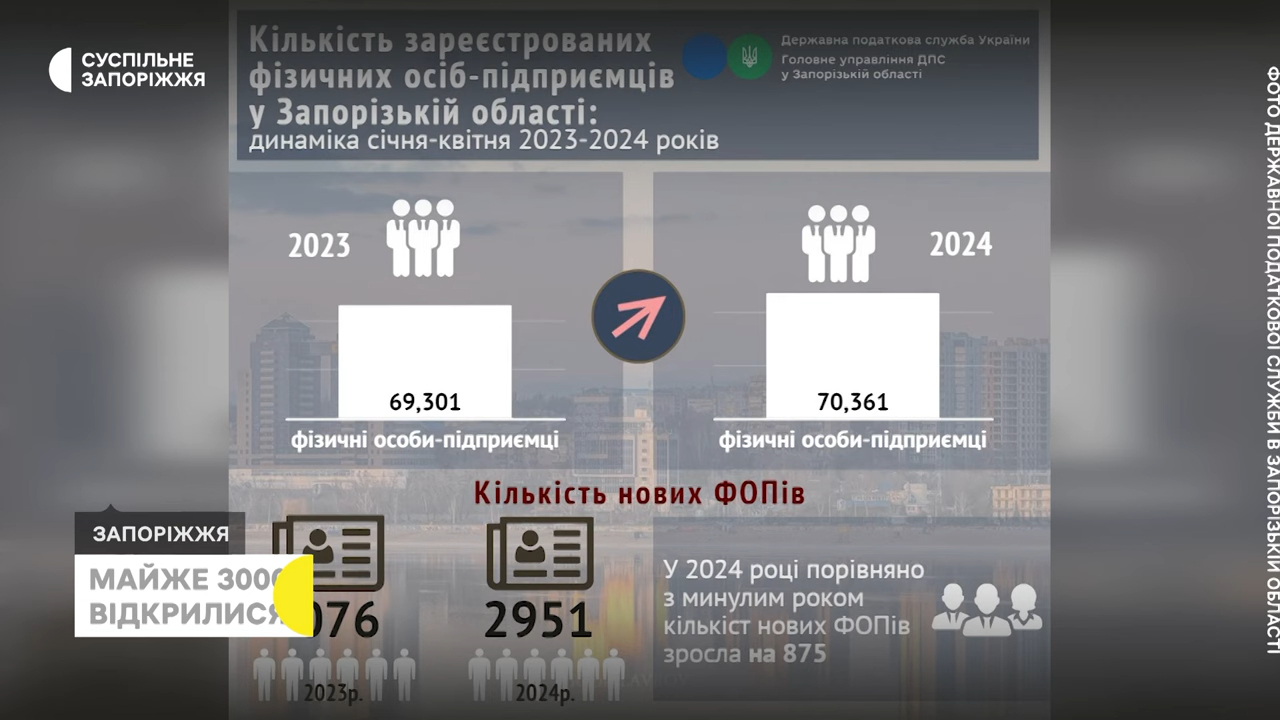 СУСПІЛЬНЕ
ЗАПОРІЖЖЯ
Кількість зареєстрованих
фізичних осіб-підприємців
у Запорізькій області:
динаміка січня-квітня 2023-2024 років
Державна податкова служба України
Головне управління ДПС
у Запорізькій області
2023
2024
69,301
70,361
фізичні особи-підприємці
фізичні особи-підприємці
Кількість нових ФОПів
076
2951
2023р.
2024р.
У 2024 році порівняно
з минулим роком
кількіст нових ФОПів
зросла на 875
ЗАПОРІЖЖЯ
МАЙЖЕ 3000
ВІДКРИЛИСЯ
ФОТО ДЕРЖАВНОЇ ПОДАТКОВОЇ СЛУЖБИ В ЗАПОРІЗЬКІЙ ОБЛАСТІ